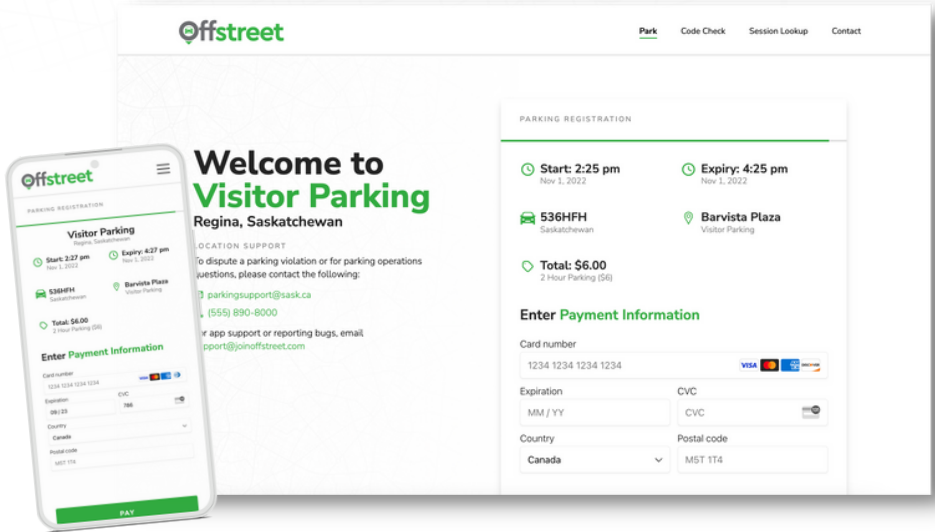 Offstreet
Park Code Check Session Lookup Contact
Welcome to
Visitor Parking
Regina, Saskatchewan
LOCATION SUPPORT
To dispute a parking violation or for parking operations
questions, please contact the following:
parkingsupport@sask.ca
(555) 890-8000
For app support or reporting bugs, email
support@joinoffstreet.com
PARKING REGISTRATION
Start: 2:25 pm
Nov 1, 2022
Expiry: 4:25 pm
Nov 1, 2022
536HFH
Saskatchewan
Barvista Plaza
Visitor Parking
Total: $6.00
2 Hour Parking ($6)
Enter Payment Information
Card number
1234 1234 1234 1234
VISA
Expiration
MM / YY
CVC
CVC
Country
Canada
Postal code
M5T 1T4
Offstreet
PARKING REGISTRATION
Visitor Parking
Regina, Saskatchewan
Start: 2:27 pm
Nov 1, 2022
Expiry: 4:27 pm
Nov 1, 2022
536HFH
Saskatchewan
Barvista Plaza
Visitor Parking
Total: $6.00
2 Hour Parking ($6)
Enter Payment Information
Card number
1234 1234 1234 1234
VISA
Expiration
08 / 23
CVC
786
Country
Canada
Postal code
M5T 1T4
PAY